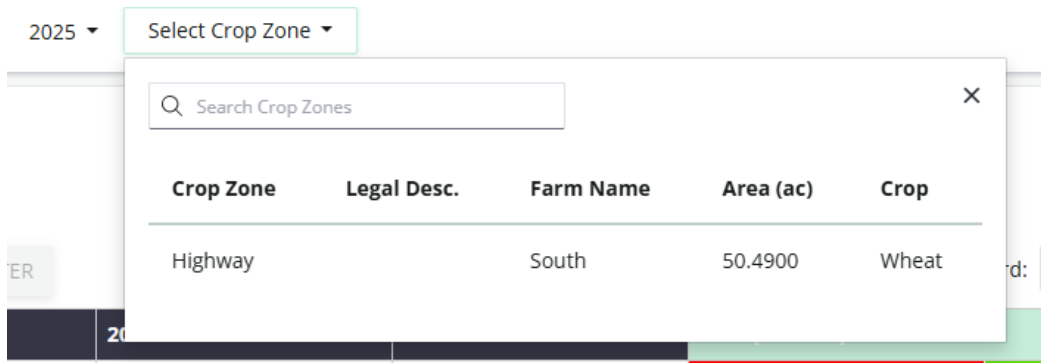 2025 Select Crop Zone
Search Crop Zones
Crop Zone Legal Desc. Farm Name Area (ac) Crop
Highway South 50.4900 Wheat